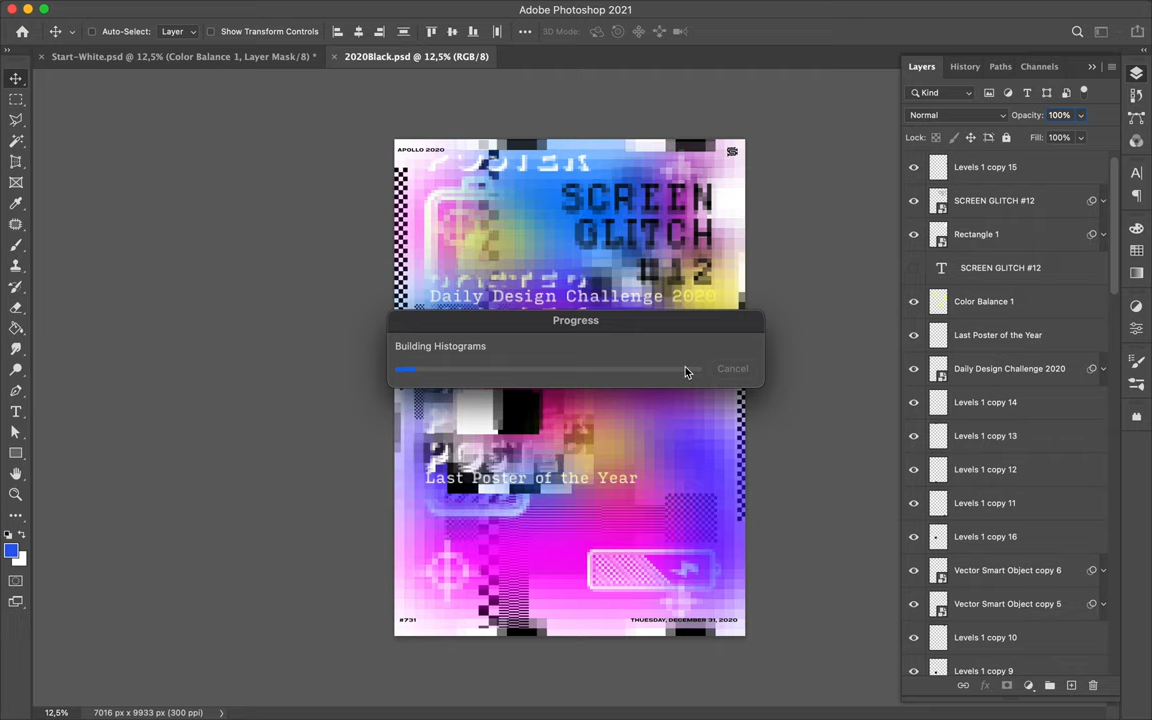 Adobe Photoshop 2021
Auto-Select: Layer Show Transform Controls 3D Mode:
Start-White.psd @ 12,5% (Color Balance 1, Layer Mask/8) *
2020Black.psd @ 12,5% (RGB/8)
Layers History Paths Channels
Kind
Normal Opacity: 100%
Lock: Fill: 100%
Levels 1 copy 15
SCREEN GLITCH #12
Rectangle 1
SCREEN GLITCH #12
Color Balance 1
Last Poster of the Year
Daily Design Challenge 2020
Levels 1 copy 14
Levels 1 copy 13
Levels 1 copy 12
Levels 1 copy 11
Levels 1 copy 16
Vector Smart Object copy 6
Vector Smart Object copy 5
Levels 1 copy 10
Levels 1 copy 9
APOLLO 2020
POSTER
SCREEN
GLITCH
#12
Daily Design Challenge 2020
Progress
Building Histograms
Cancel
Last Poster of the Year
#731
THUESDAY, DECEMBER 31, 2020
12,5% 7016 px x 9933 px (300 ppi)